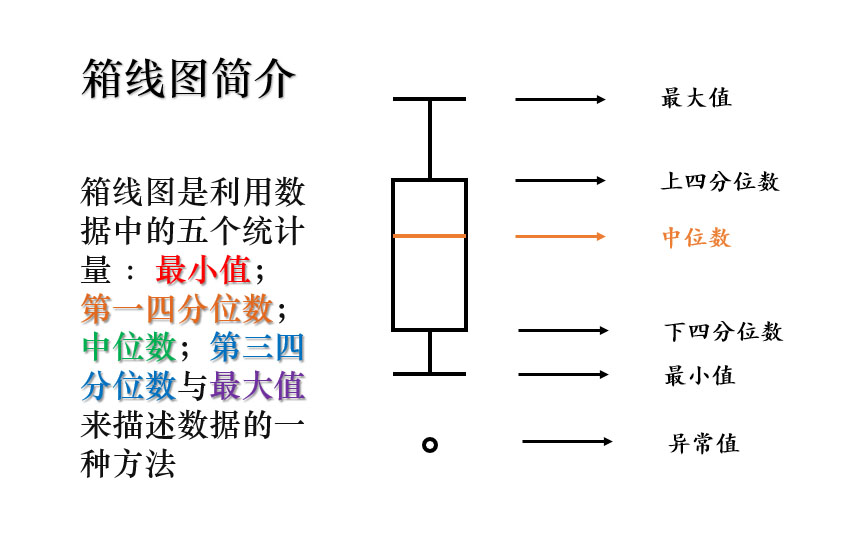 箱线图简介
箱线图是利用数
据中的五个统计
量：最小值；
第一四分位数；
中位数；第三四
分位数与最大值
来描述数据的一
种方法
最大值
上四分位数
中位数
下四分位数
最小值
异常值